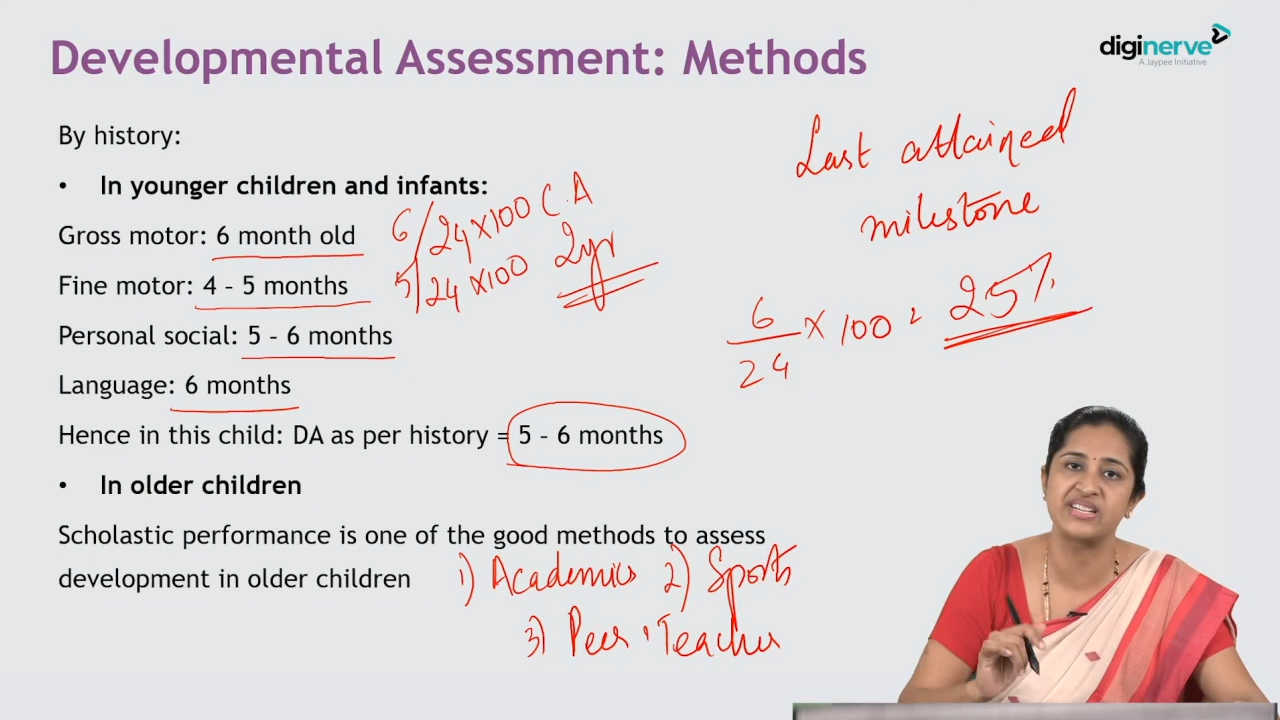 Developmental Assessment: Methods
diginerve
A Jaypee Initiative
By history:
• In younger children and infants:
Gross motor: 6 month old
6/24×100 C.A
Fine motor: 4 – 5 months
5/24×100 2yr
Personal social: 5 – 6 months
Language: 6 months
Hence in this child: DA as per history = 5 – 6 months
• In older children
Scholastic performance is one of the good methods to assess
development in older children
1) Academics 2) Sports
3) Peer, Teacher
Last attained
milestone
6/24 × 100 = 25%